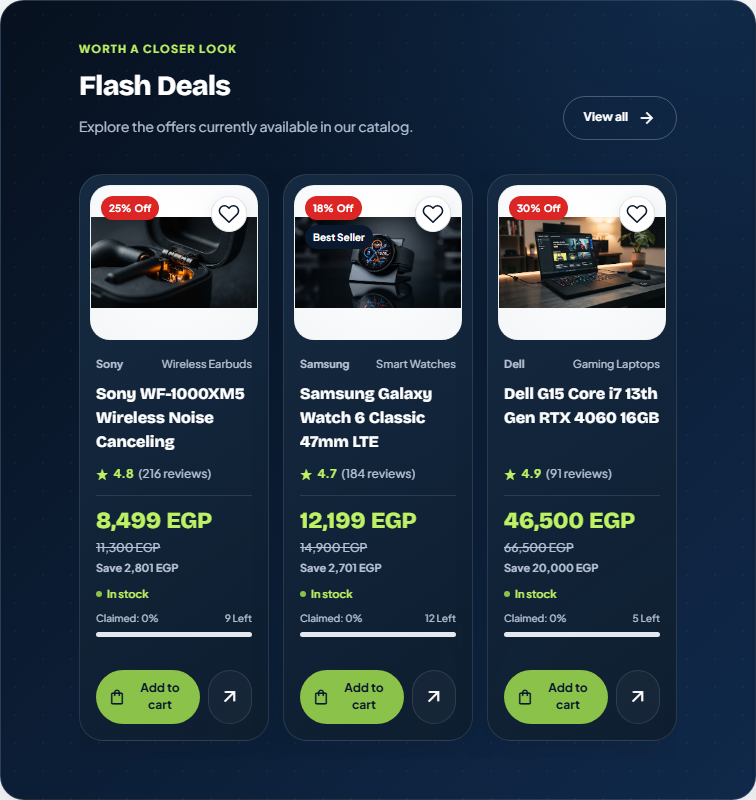 WORTH A CLOSER LOOK
Flash Deals
Explore the offers currently available in our catalog.
View all
25% Off
Sony
Wireless Earbuds
Sony WF-1000XM5
Wireless Noise
Canceling
4.8 (216 reviews)
8,499 EGP
11,300 EGP
Save 2,801 EGP
In stock
Claimed: 0%
9 Left
Add to
cart
18% Off
Best Seller
Samsung
Smart Watches
Samsung Galaxy
Watch 6 Classic
47mm LTE
4.7 (184 reviews)
12,199 EGP
14,900 EGP
Save 2,701 EGP
In stock
Claimed: 0%
12 Left
Add to
cart
30% Off
Dell
Gaming Laptops
Dell G15 Core i7 13th
Gen RTX 4060 16GB
4.9 (91 reviews)
46,500 EGP
66,500 EGP
Save 20,000 EGP
In stock
Claimed: 0%
5 Left
Add to
cart